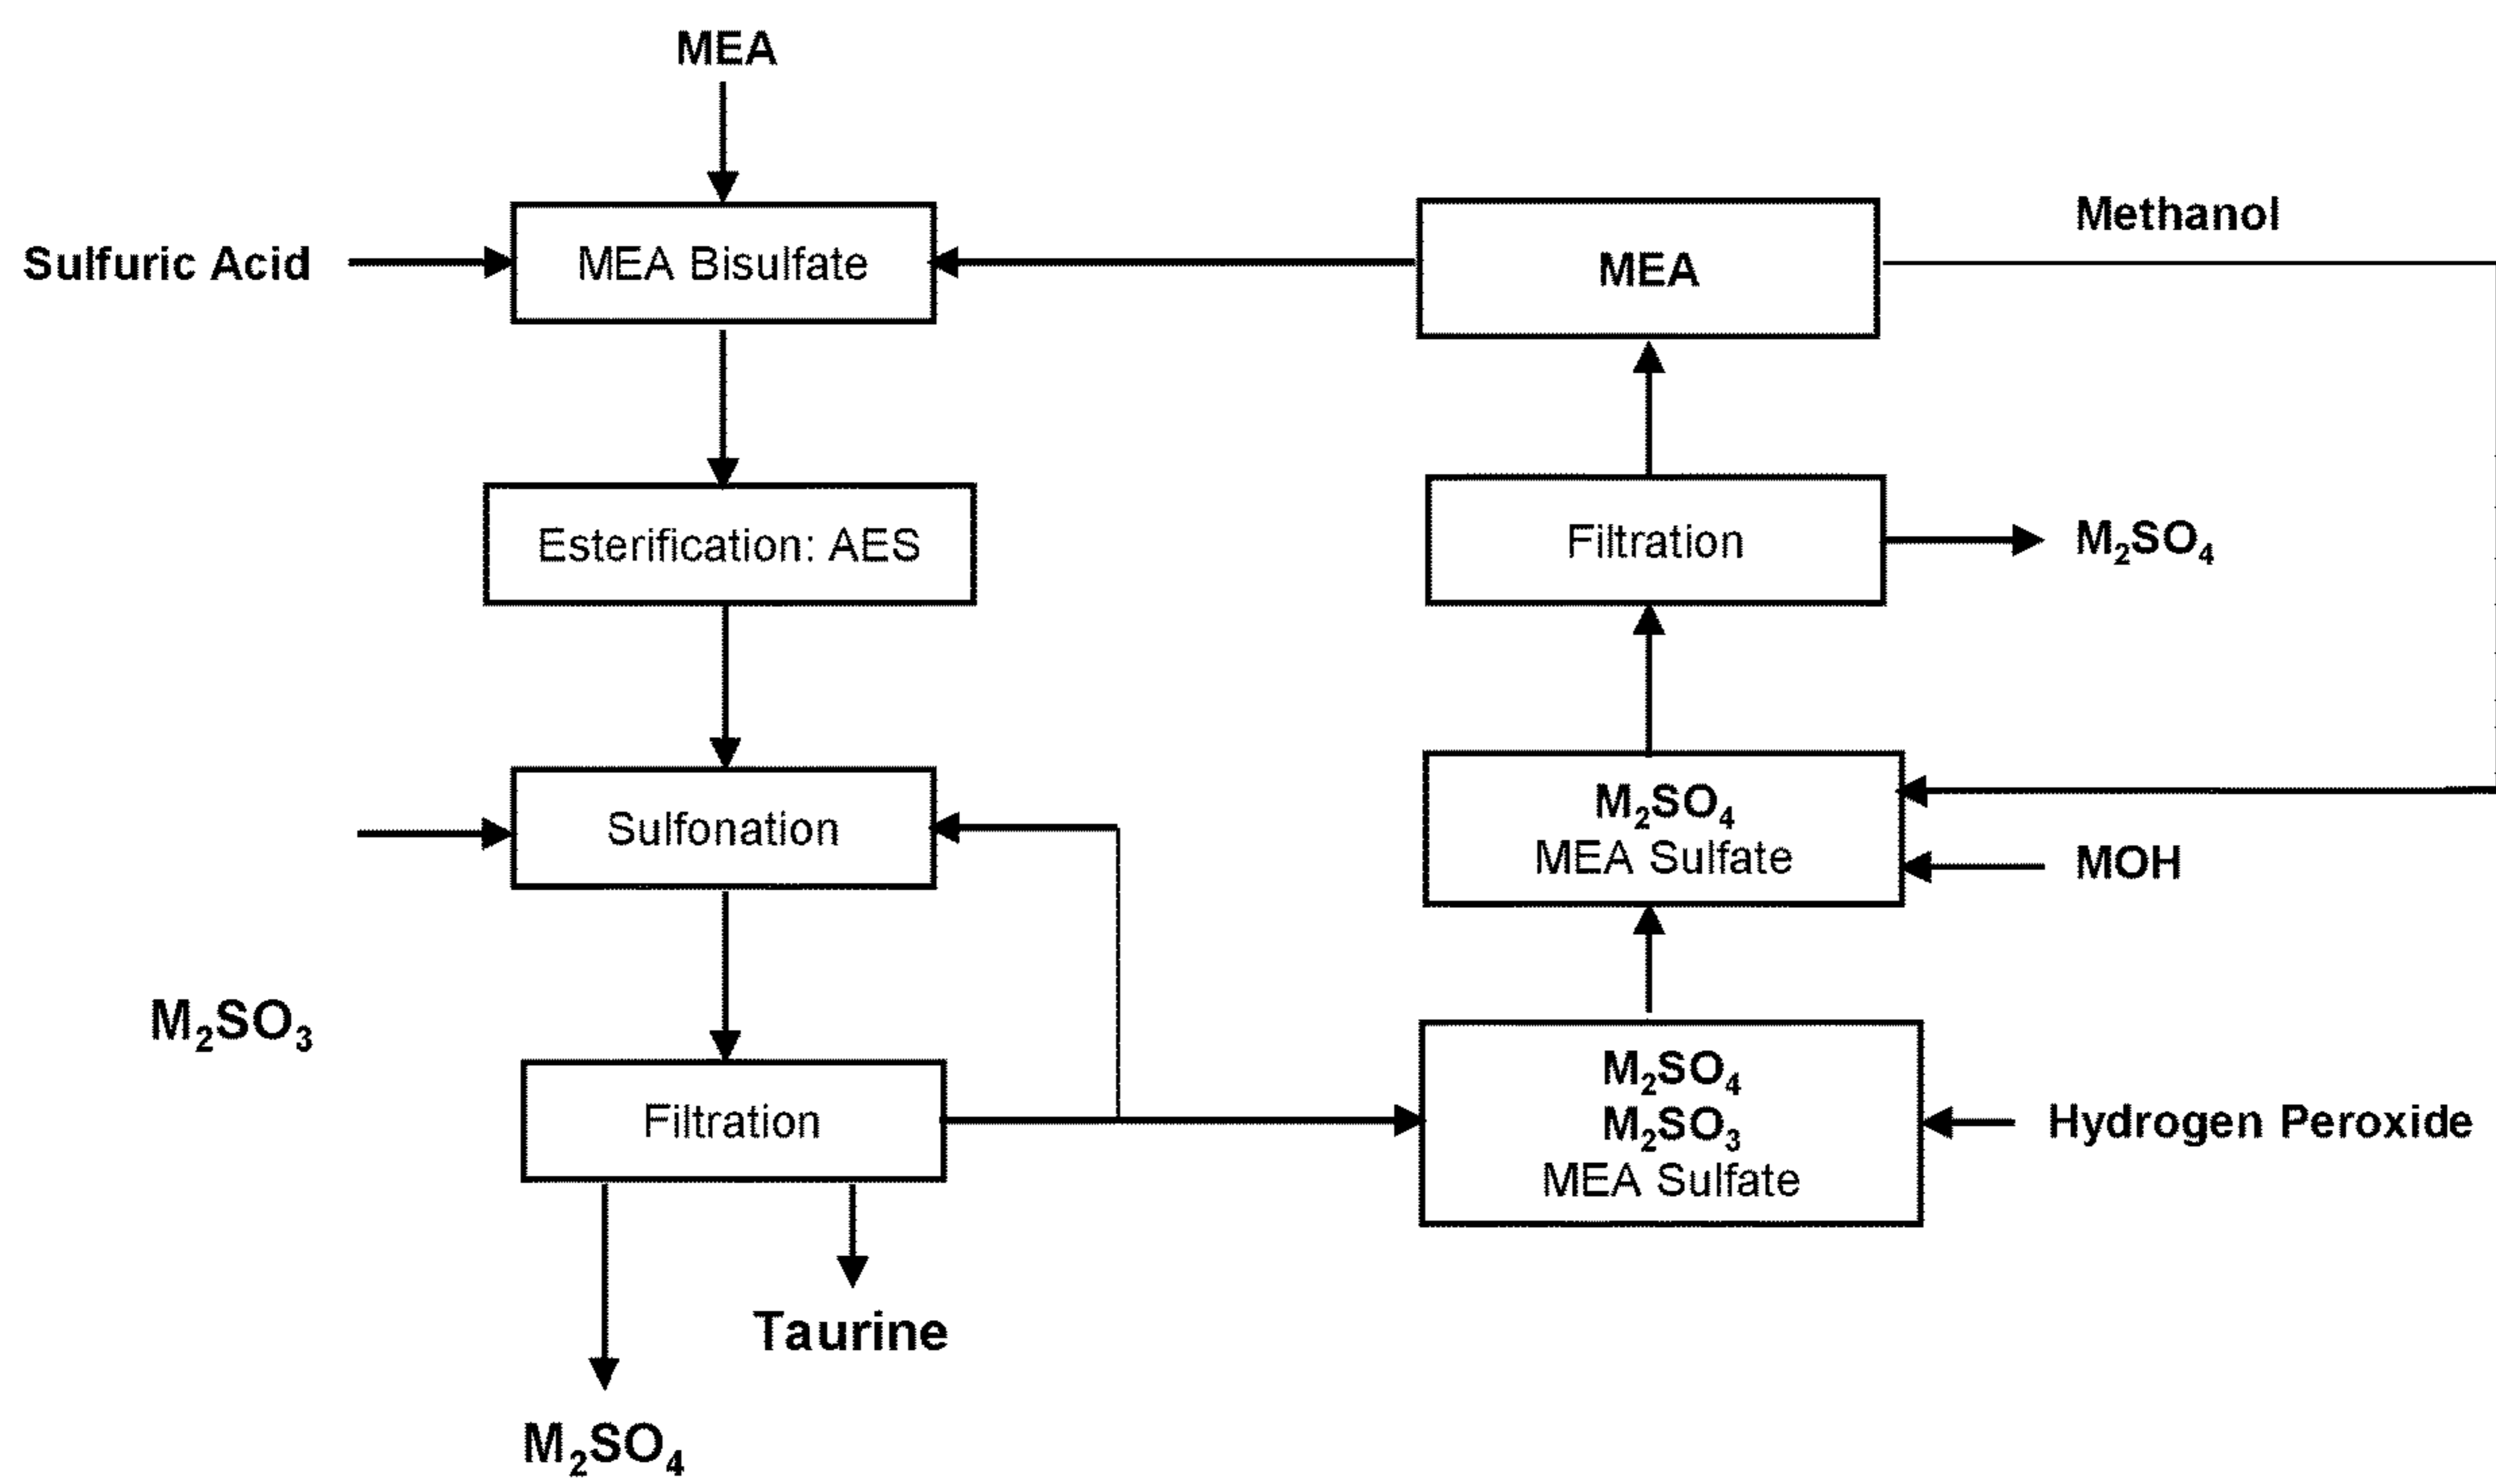 MEA
Sulfuric Acid
MEA Bisulfate
MEA
Methanol
Esterification: AES
Filtration
M₂SO₄
Sulfonation
M₂SO₄
MEA Sulfate
MOH
M₂SO₃
Filtration
M₂SO₄
M₂SO₃
MEA Sulfate
Hydrogen Peroxide
Taurine
M₂SO₄